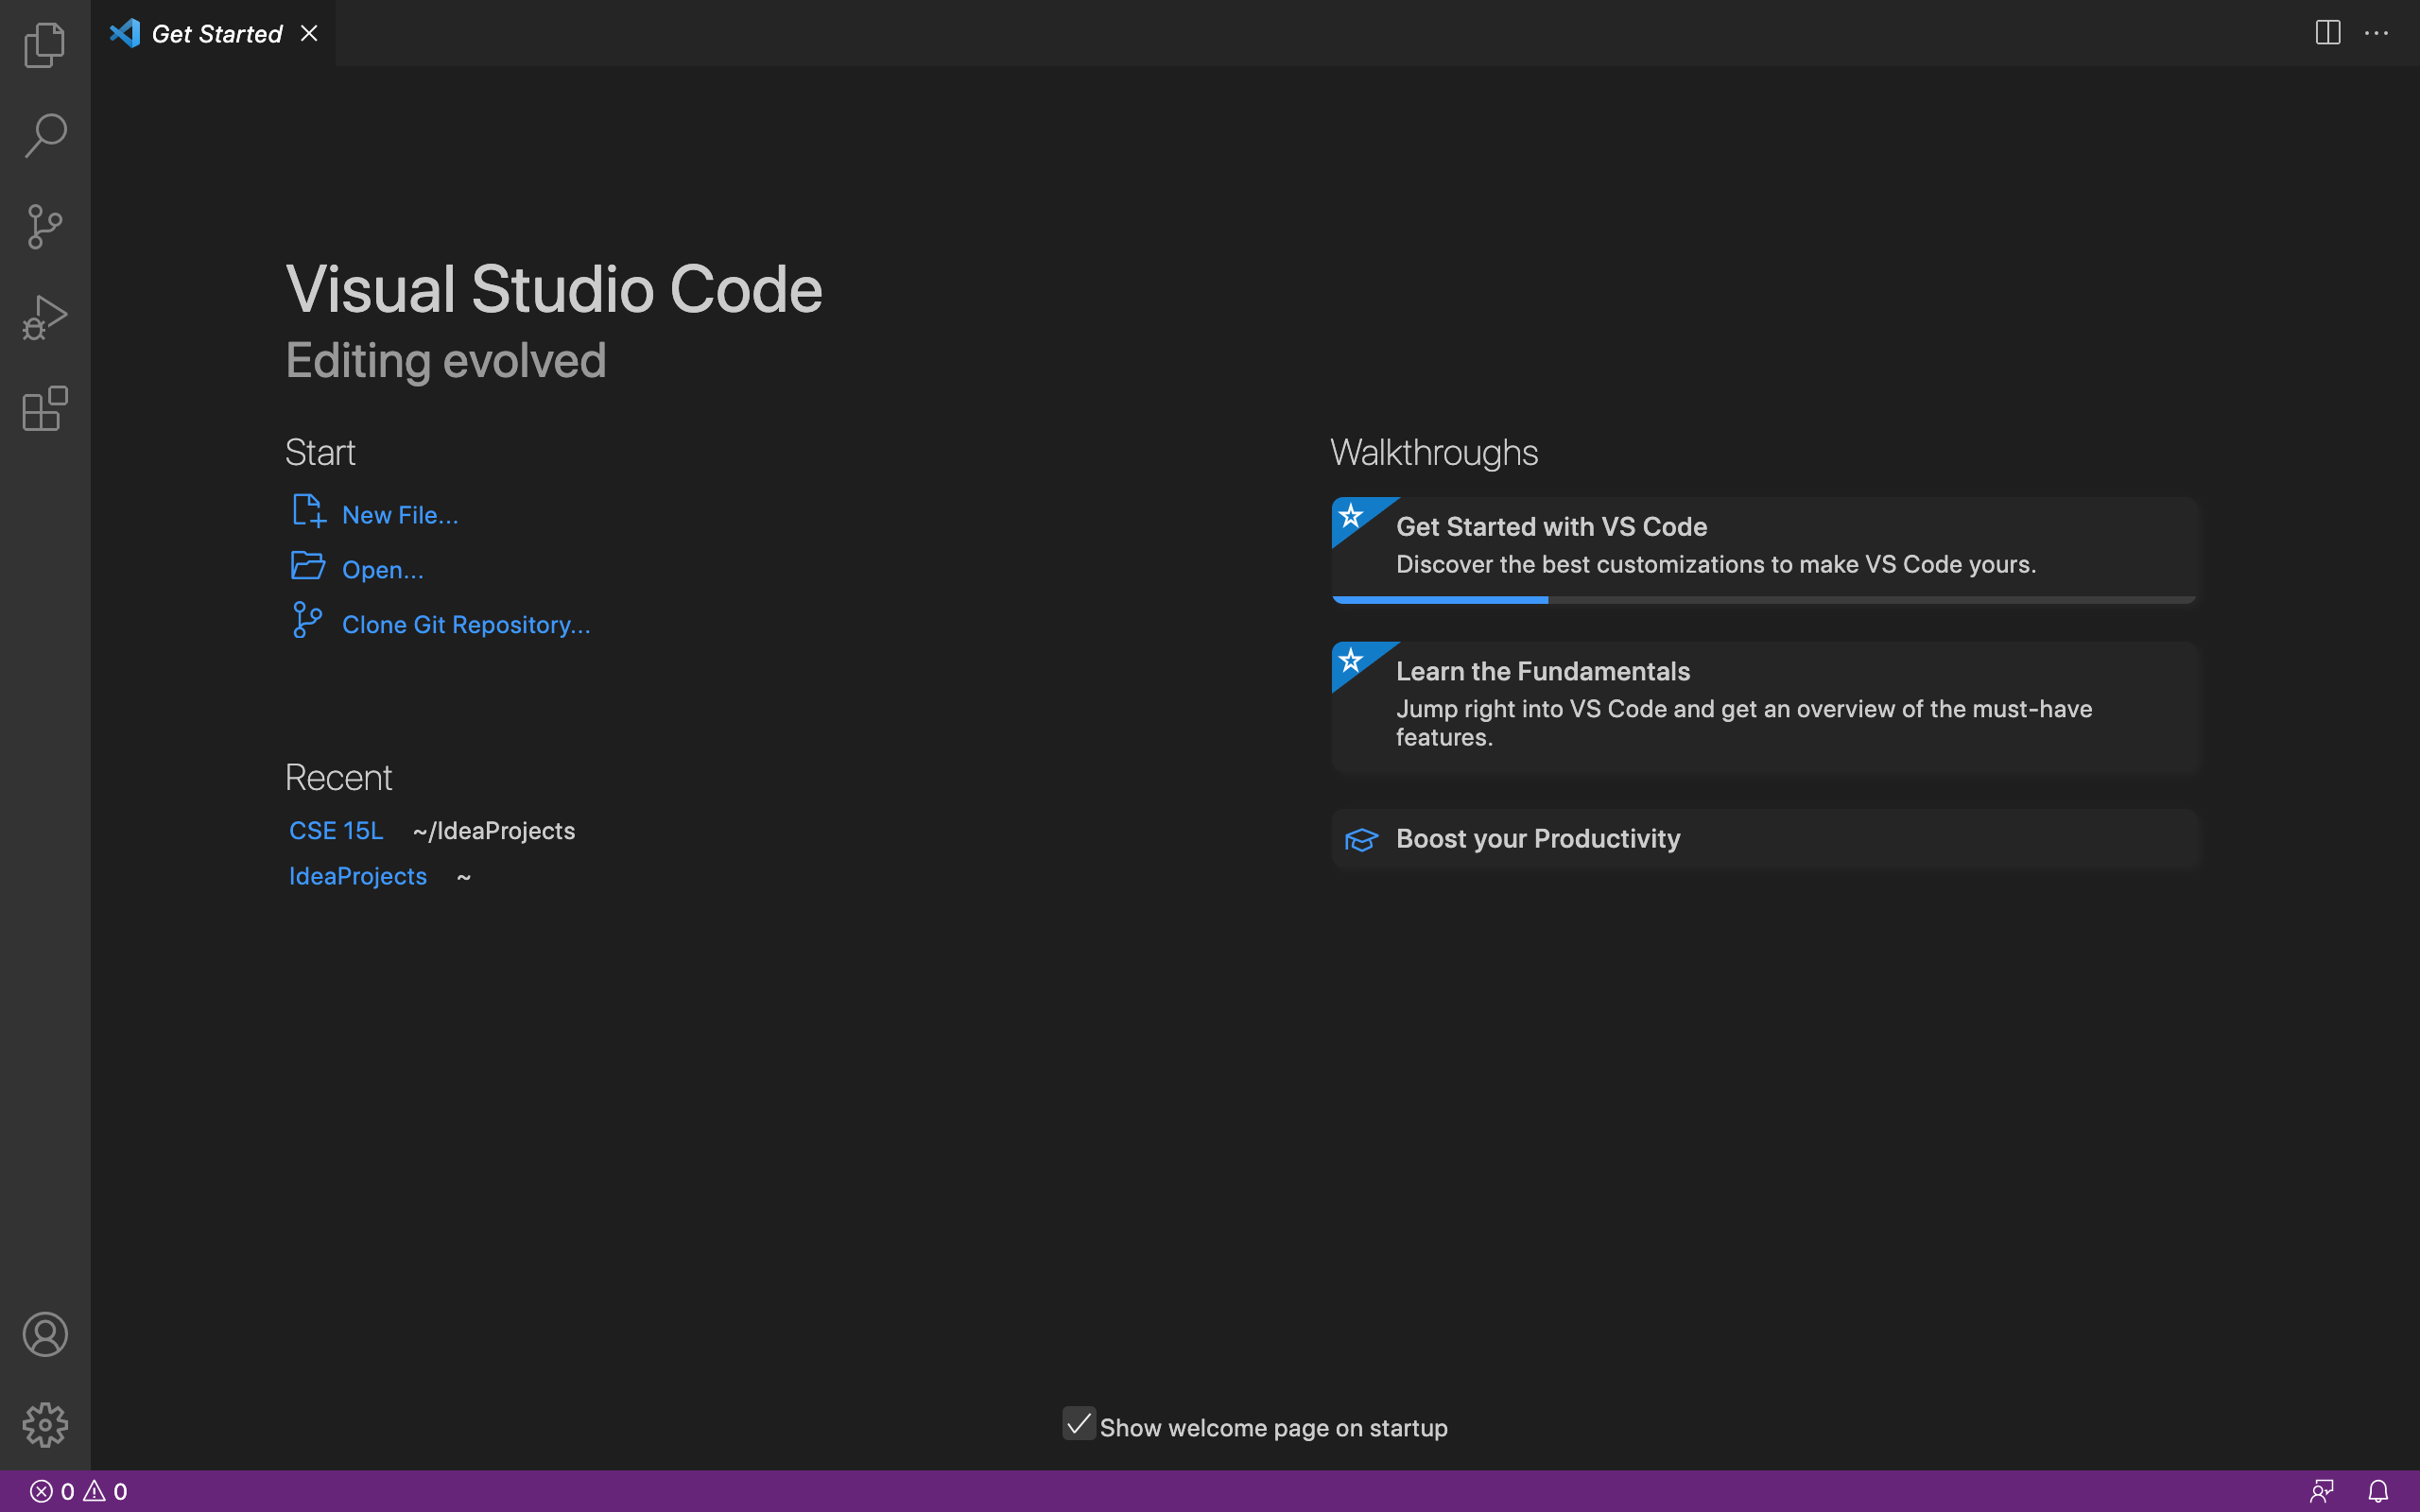 Get Started
Visual Studio Code
Editing evolved
Start
New File...
Open...
Clone Git Repository...
Recent
CSE 15L ~/IdeaProjects
IdeaProjects ~
Walkthroughs
Get Started with VS Code
Discover the best customizations to make VS Code yours.
Learn the Fundamentals
Jump right into VS Code and get an overview of the must-have
features.
Boost your Productivity
Show welcome page on startup
0 0